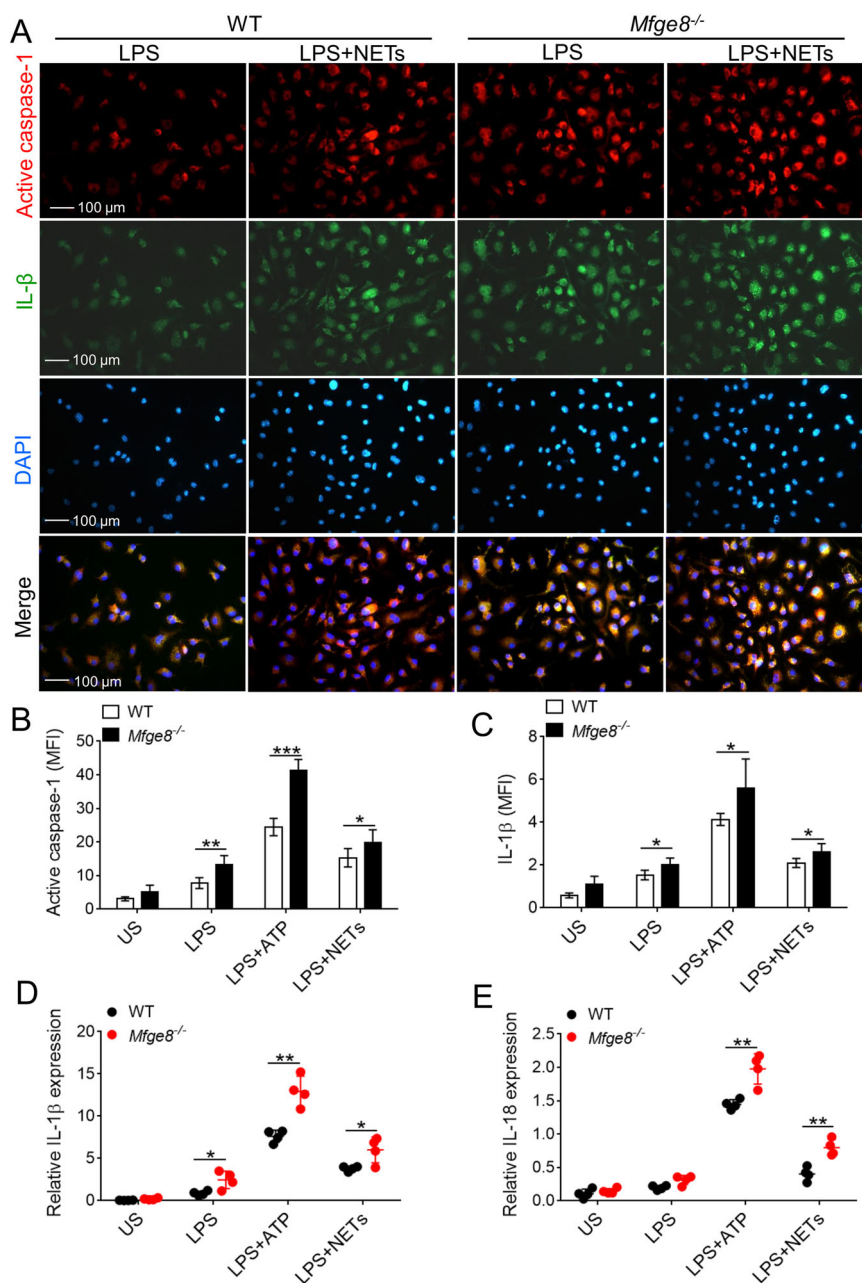 A
WT
Mfge8-/-
LPS
LPS+NETs
LPS
LPS+NETs
Active caspase-1
100 µm
IL-β
100 µm
DAPI
100 µm
Merge
100 µm
B
WT
Mfge8-/-
Active caspase-1 (MFI)
50
40
30
20
10
0
**
***
*
US
LPS
LPS+ATP
LPS+NETs
C
WT
Mfge8-/-
IL-1β (MFI)
8
6
4
2
0
*
*
*
US
LPS
LPS+ATP
LPS+NETs
D
WT
Mfge8-/-
Relative IL-1β expression
20
15
10
5
0
*
**
*
US
LPS
LPS+ATP
LPS+NETs
E
WT
Mfge8-/-
Relative IL-18 expression
2.5
2.0
1.5
1.0
0.5
0.0
**
**
US
LPS
LPS+ATP
LPS+NETs